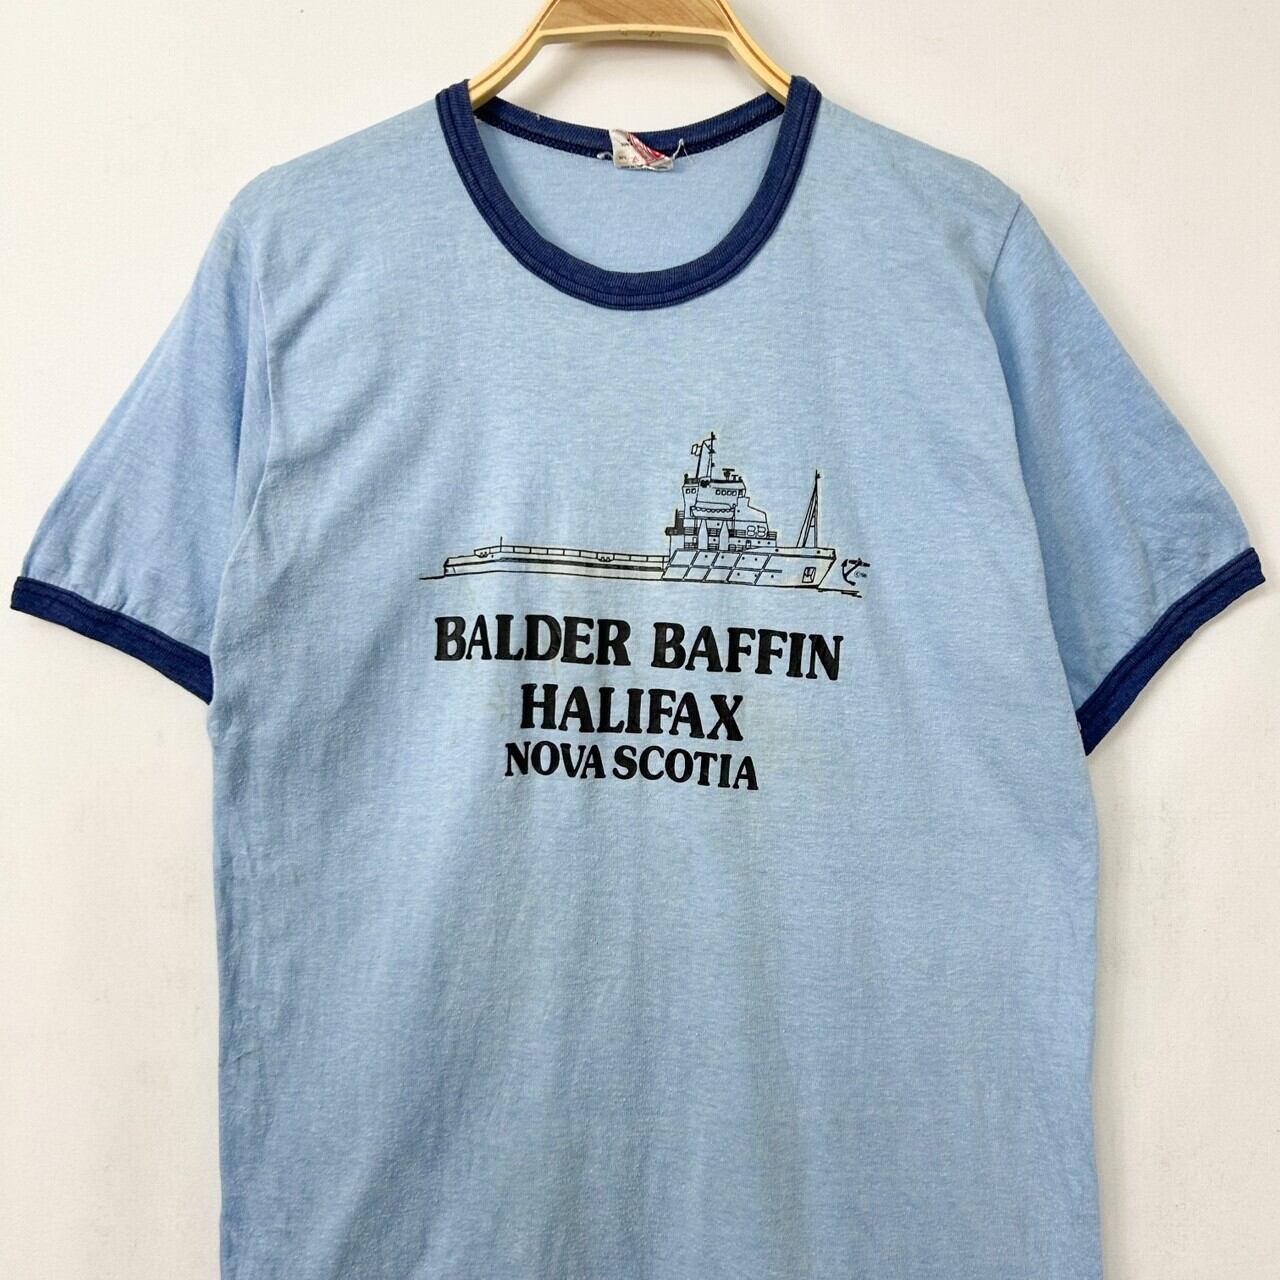 BALDER BAFFIN
HALIFAX
NOVA SCOTIA